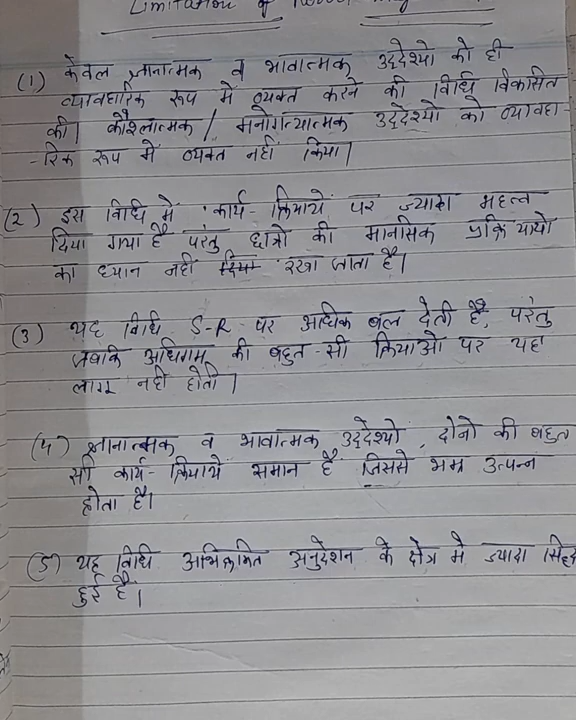 Limitation of
(1) केवल ज्ञानात्मक व भावात्मक उद्देश्यो को ही
व्यावहारिक रूप में व्यक्त करने की विधि विकसित
की। कौशलात्मक / मनोगत्यात्मक उद्देश्यो को व्यावहा-
-रिक रूप में व्यक्त नहीं किया।
(2) इस विधि में कार्य क्रियाये पर ज्यादा महत्व
दिया गया है परंतु छात्रो की मानसिक प्रक्रियायो
का ध्यान नहीं रखा जाता है।
(3) यह विधि S-R पर अधिक बल देती है, परंतु
जबकि अधिगम की बहुत-सी क्रियाओ पर यह
लागू नहीं होती।
(4) ज्ञानात्मक व भावात्मक उद्देश्यो, दोनो की बहुत
सी कार्य-क्रियाये समान है जिससे भम्र उत्पन्न
होता है।
(5) यह विधि अभिक्रमित अनुदेशन के क्षेत्र मे ज्यादा
हुई है।